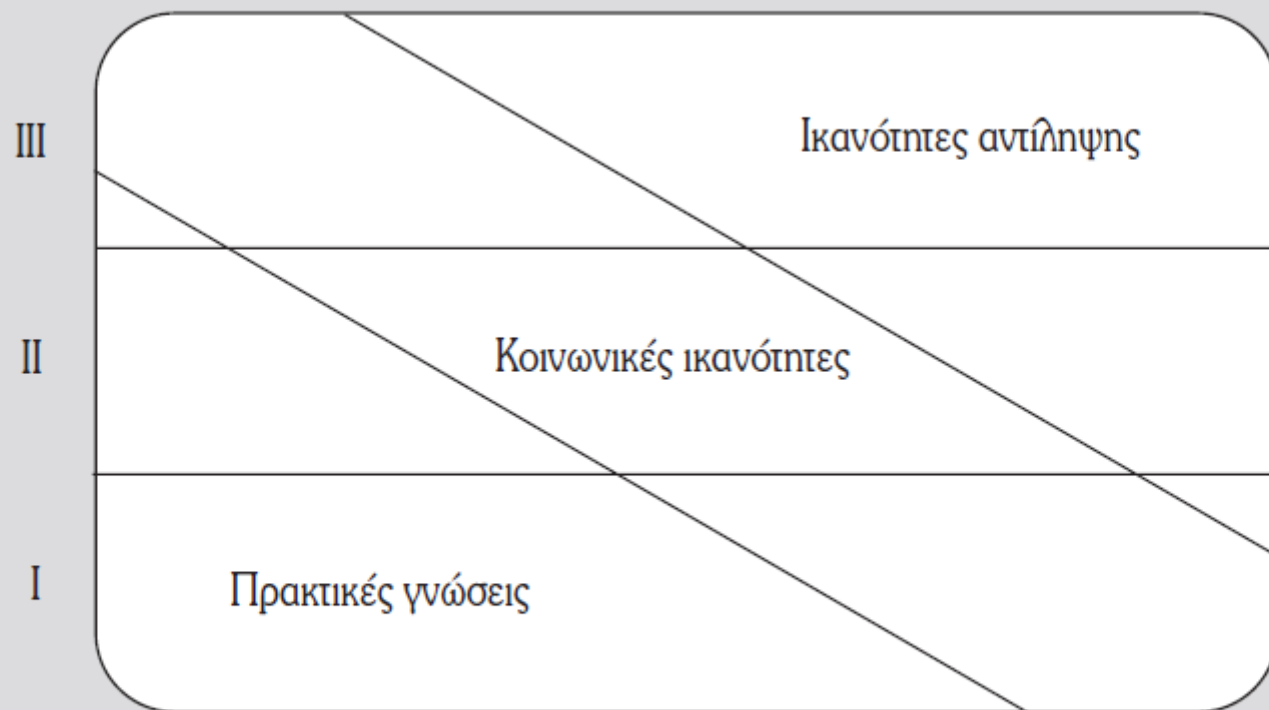 III
Ικανότητες αντίληψης
II
Κοινωνικές ικανότητες
I
Πρακτικές γνώσεις